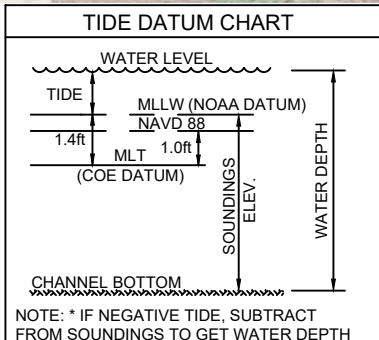 TIDE DATUM CHART
WATER LEVEL
TIDE
MLLW (NOAA DATUM)
NAVD 88
1.4ft
1.0ft
MLT
(COE DATUM)
SOUNDINGS
ELEV.
WATER DEPTH
CHANNEL BOTTOM
NOTE: * IF NEGATIVE TIDE, SUBTRACT
FROM SOUNDINGS TO GET WATER DEPTH